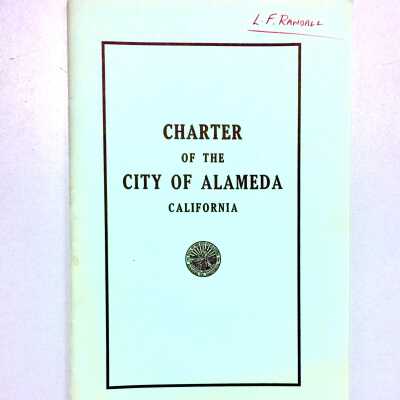 L. F. RANDALL
CHARTER
OF THE
CITY OF ALAMEDA
CALIFORNIA